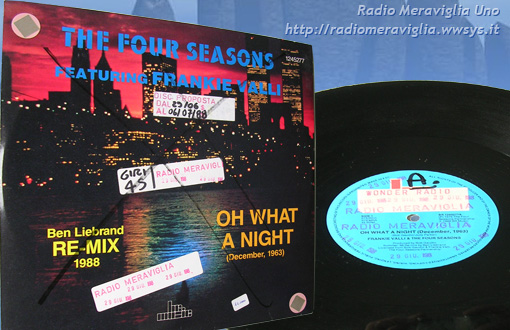 Radio Meraviglia Uno
http://radiomeraviglia.wwsys.it
THE FOUR SEASONS
1245277
FEATURING FRANKIE VALLI
DISC PROPOSTA
DAL 29/06
AL 06/07/88
GIRI
45
RADIO MERAVIGLIA
Ben Liebrand
RE-MIX
1988
OH WHAT
A NIGHT
(December, 1963)
RADIO MERAVIGLIA
A.
WONDER RADIO
RADIO MERAVIGLIA
RADIO MERAVIGLIA
OH WHAT A NIGHT (December, 1963)
FRANKIE VALLI & THE FOUR SEASONS